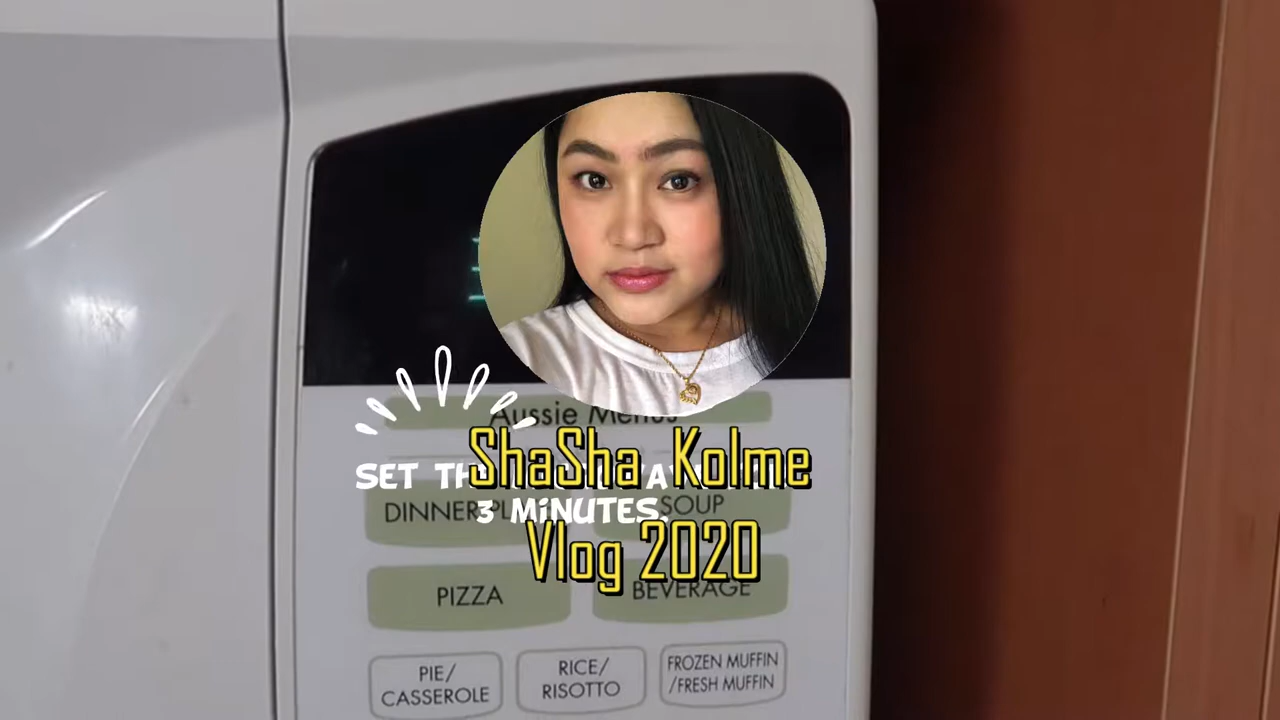 Aussie Menus
ShaSha Kolme
SET
3 MINUTES.
DINNER
SOUP
Vlog 2020
PIZZA
BEVERAGE
PIE/
CASSEROLE
RICE/
RISOTTO
FROZEN MUFFIN
/FRESH MUFFIN